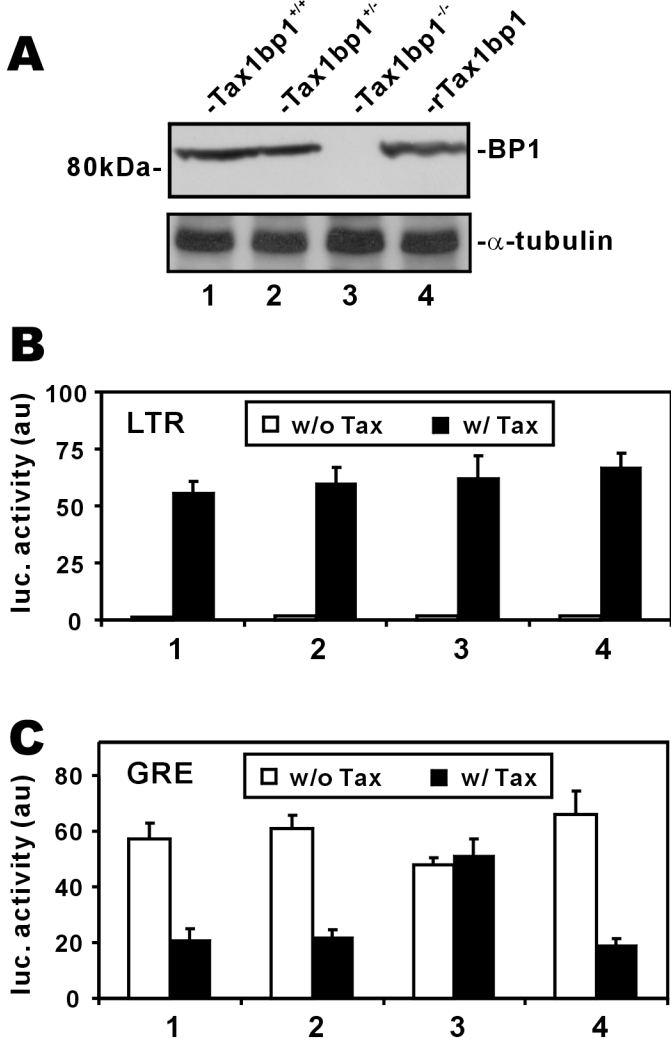 A
-Tax1bp1+/+
-Tax1bp1+/-
-Tax1bp1-/-
-rTax1bp1
80kDa-
-BP1
-α-tubulin
1 2 3 4
B
luc. activity (au)
100
75
50
25
0
LTR
w/o Tax w/ Tax
1 2 3 4
C
luc. activity (au)
80
60
40
20
0
GRE
w/o Tax w/ Tax
1 2 3 4